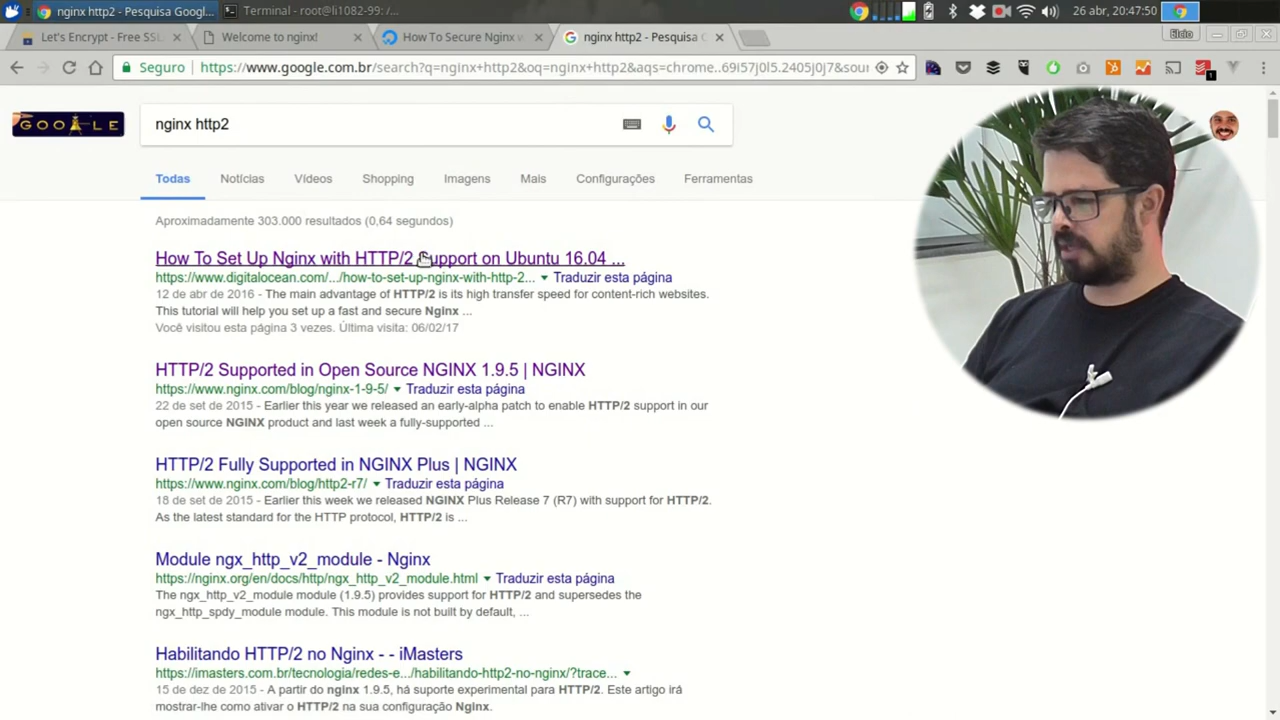 nginx http2 - Pesquisa Googl...
Terminal - root@li1082-99: /...
26 abr, 20:47:50
Let's Encrypt - Free SS
Welcome to nginx!
How To Secure Nginx w
nginx http2 - Pesquisa G
Elcio
Seguro
https://www.google.com.br/search?q=nginx+http2&oq=nginx+http2&aqs=chrome..69i57j0l5.2405j0j7&sour
1
GOOGLE
nginx http2
Todas
Notícias
Vídeos
Shopping
Imagens
Mais
Configurações
Ferramentas
Aproximadamente 303.000 resultados (0,64 segundos)
How To Set Up Nginx with HTTP/2 Support on Ubuntu 16.04 ...
https://www.digitalocean.com/.../how-to-set-up-nginx-with-http-2... Traduzir esta página
12 de abr de 2016 - The main advantage of HTTP/2 is its high transfer speed for content-rich websites.
This tutorial will help you set up a fast and secure Nginx ...
Você visitou esta página 3 vezes. Última visita: 06/02/17
HTTP/2 Supported in Open Source NGINX 1.9.5 | NGINX
https://www.nginx.com/blog/nginx-1-9-5/ Traduzir esta página
22 de set de 2015 - Earlier this year we released an early-alpha patch to enable HTTP/2 support in our
open source NGINX product and last week a fully-supported ...
HTTP/2 Fully Supported in NGINX Plus | NGINX
https://www.nginx.com/blog/http2-r7/ Traduzir esta página
18 de set de 2015 - Earlier this week we released NGINX Plus Release 7 (R7) with support for HTTP/2.
As the latest standard for the HTTP protocol, HTTP/2 is ...
Module ngx_http_v2_module - Nginx
https://nginx.org/en/docs/http/ngx_http_v2_module.html Traduzir esta página
The ngx_http_v2_module module (1.9.5) provides support for HTTP/2 and supersedes the
ngx_http_spdy_module module. This module is not built by default, ...
Habilitando HTTP/2 no Nginx - - iMasters
https://imasters.com.br/tecnologia/redes-e.../habilitando-http2-no-nginx/?trace...
15 de dez de 2015 - A partir do nginx 1.9.5, há suporte experimental para HTTP/2. Este artigo irá
mostrar-lhe como ativar o HTTP/2 na sua configuração Nginx.